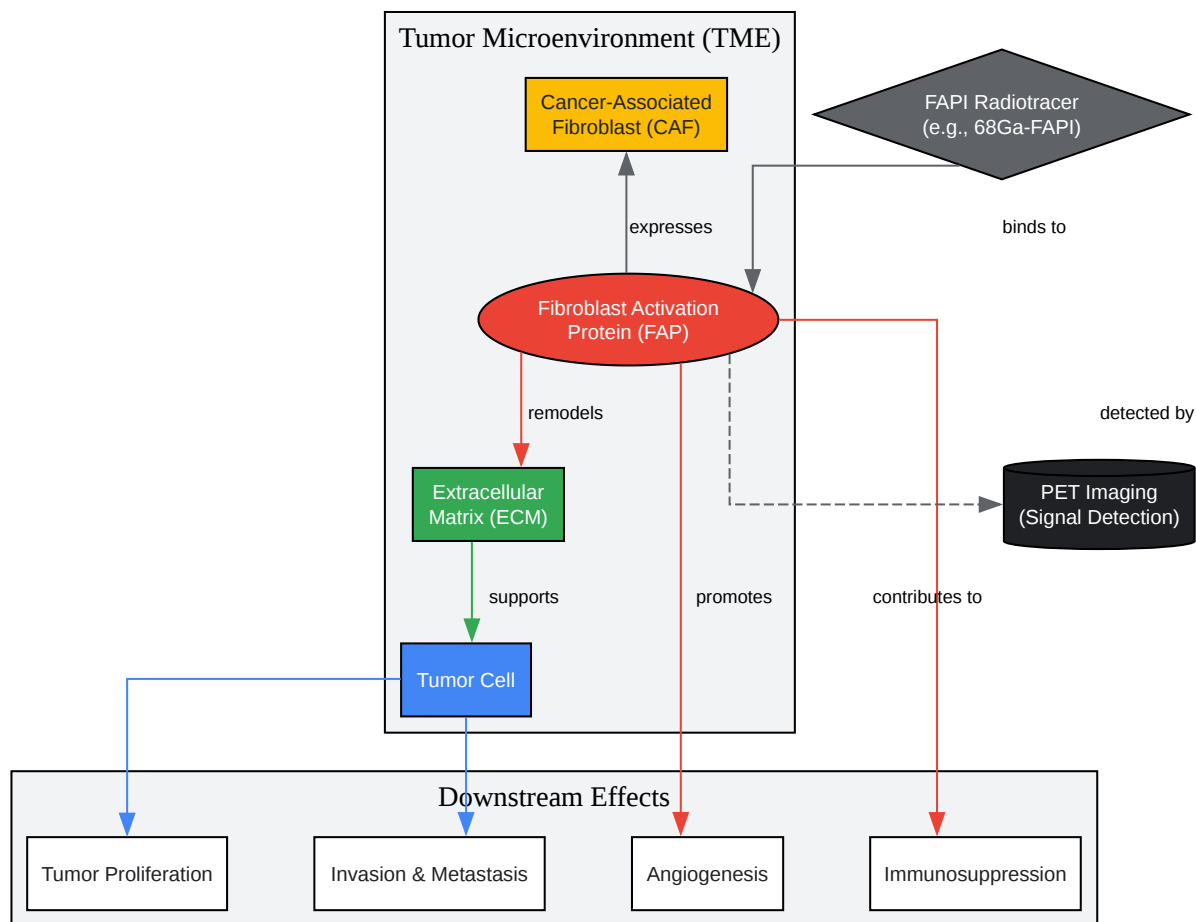 Tumor Microenvironment (TME)
Cancer-Associated
Fibroblast (CAF)
FAPI Radiotracer
(e.g., 68Ga-FAPI)
expresses
binds to
Fibroblast Activation
Protein (FAP)
remodels
detected by
Extracellular
Matrix (ECM)
PET Imaging
(Signal Detection)
supports
promotes
contributes to
Tumor Cell
Downstream Effects
Tumor Proliferation
Invasion & Metastasis
Angiogenesis
Immunosuppression